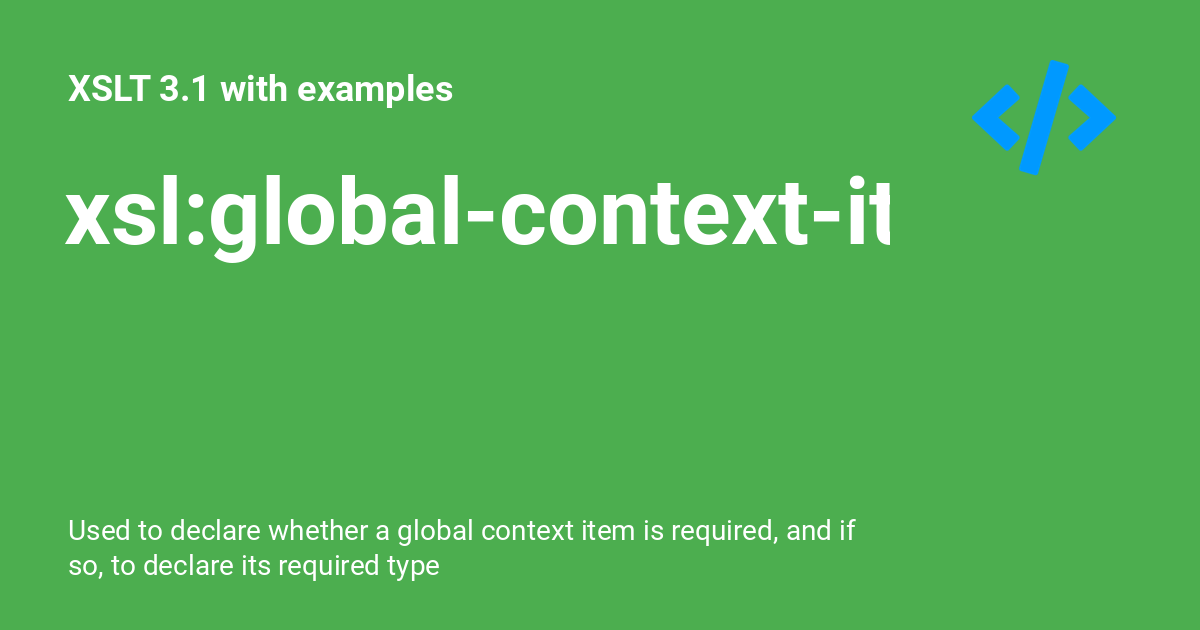 XSLT 3.1 with examples
xsl:global-context-it
Used to declare whether a global context item is required, and if
so, to declare its required type